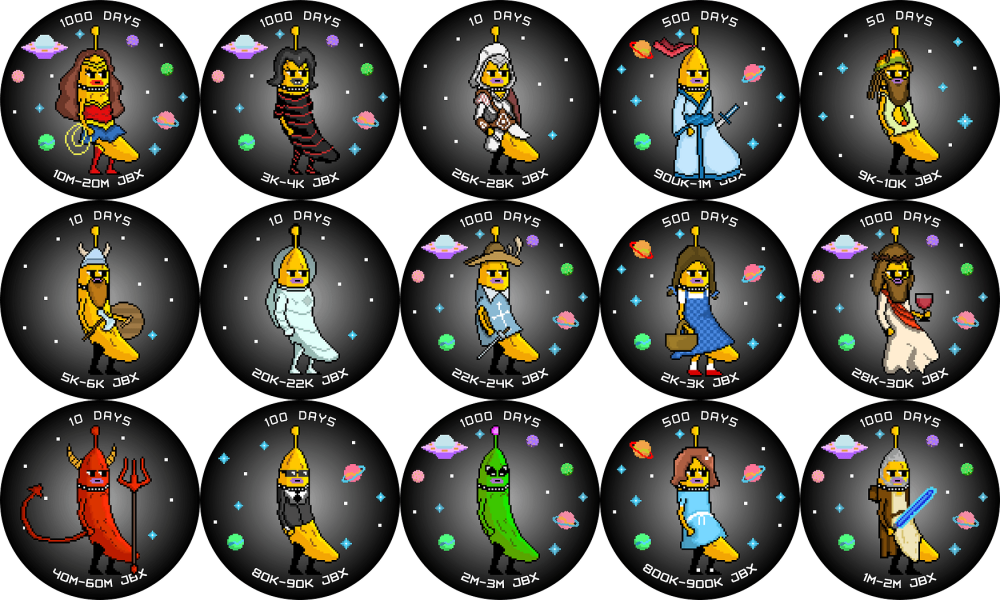 1000 DAYS
10M-20M JBX
1000 DAYS
3K-4K JBX
10 DAYS
26K-28K JBX
500 DAYS
900K-1M JBX
50 DAYS
9K-10K JBX
10 DAYS
5K-6K JBX
10 DAYS
20K-22K JBX
1000 DAYS
22K-24K JBX
500 DAYS
2K-3K JBX
1000 DAYS
28K-30K JBX
10 DAYS
40M-60M JBX
100 DAYS
80K-90K JBX
1000 DAYS
2M-3M JBX
500 DAYS
800K-900K JBX
1000 DAYS
1M-2M JBX